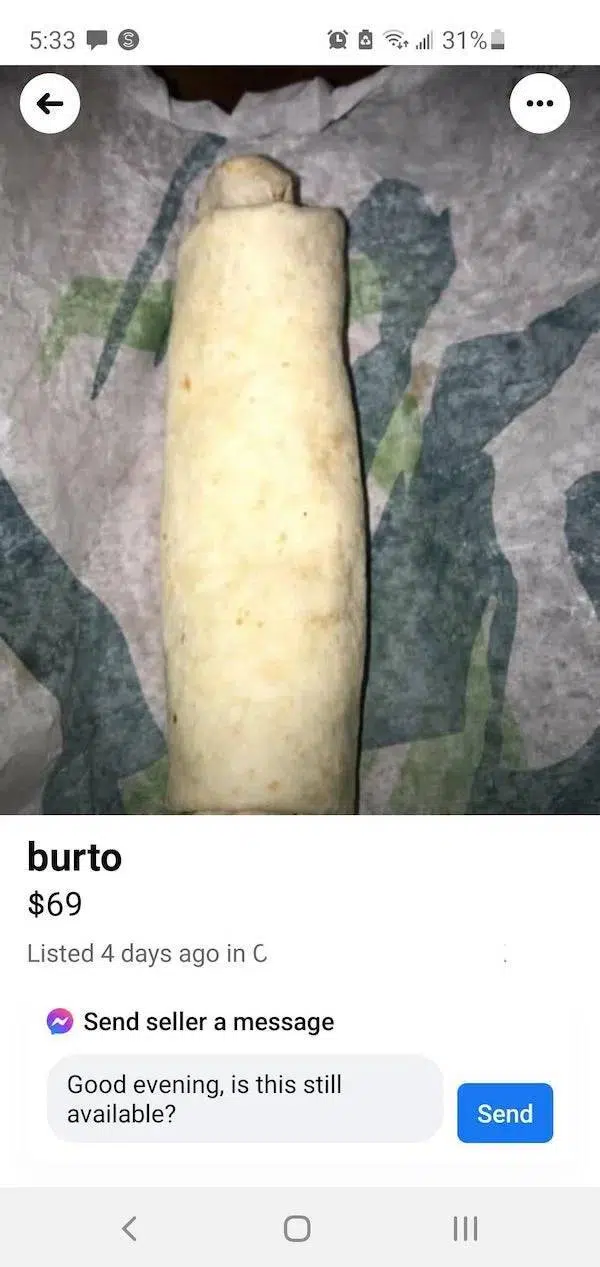 5:33 31%
burto
$69
Listed 4 days ago in C
Send seller a message
Good evening, is this still
available?
Send